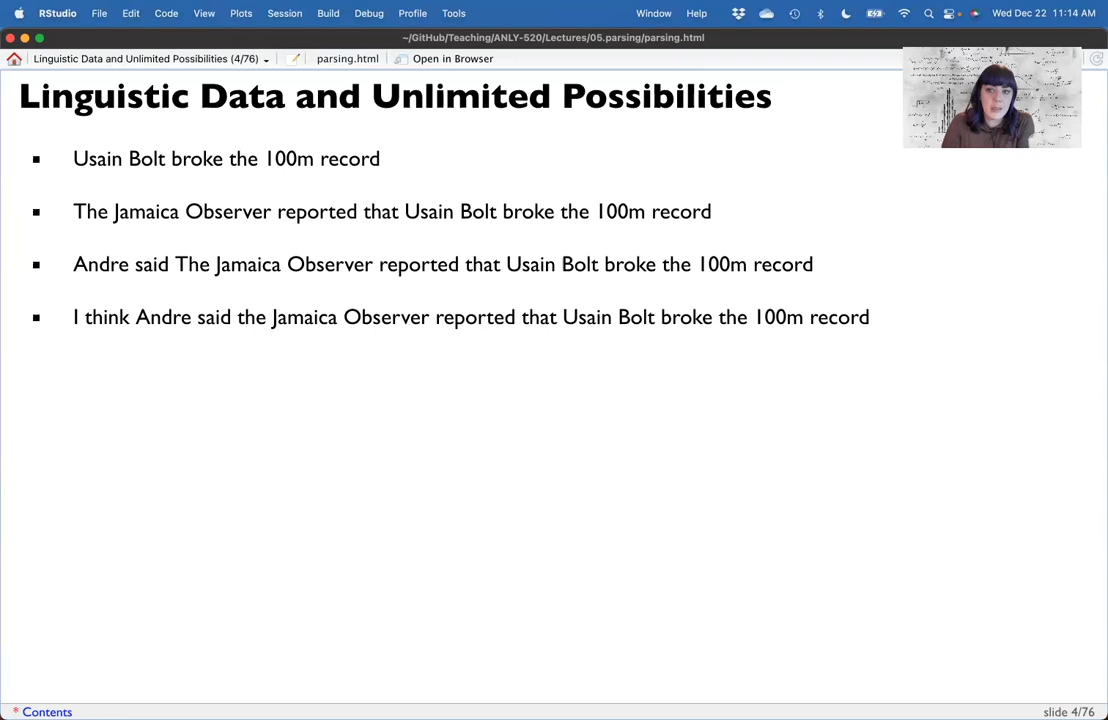 RStudio File Edit Code View Plots Session Build Debug Profile Tools Window Help Wed Dec 22 11:14 AM
~/GitHub/Teaching/ANLY-520/Lectures/05.parsing/parsing.html
Linguistic Data and Unlimited Possibilities (4/76) parsing.html Open in Browser
Linguistic Data and Unlimited Possibilities
Usain Bolt broke the 100m record
The Jamaica Observer reported that Usain Bolt broke the 100m record
Andre said The Jamaica Observer reported that Usain Bolt broke the 100m record
I think Andre said the Jamaica Observer reported that Usain Bolt broke the 100m record
* Contents slide 4/76